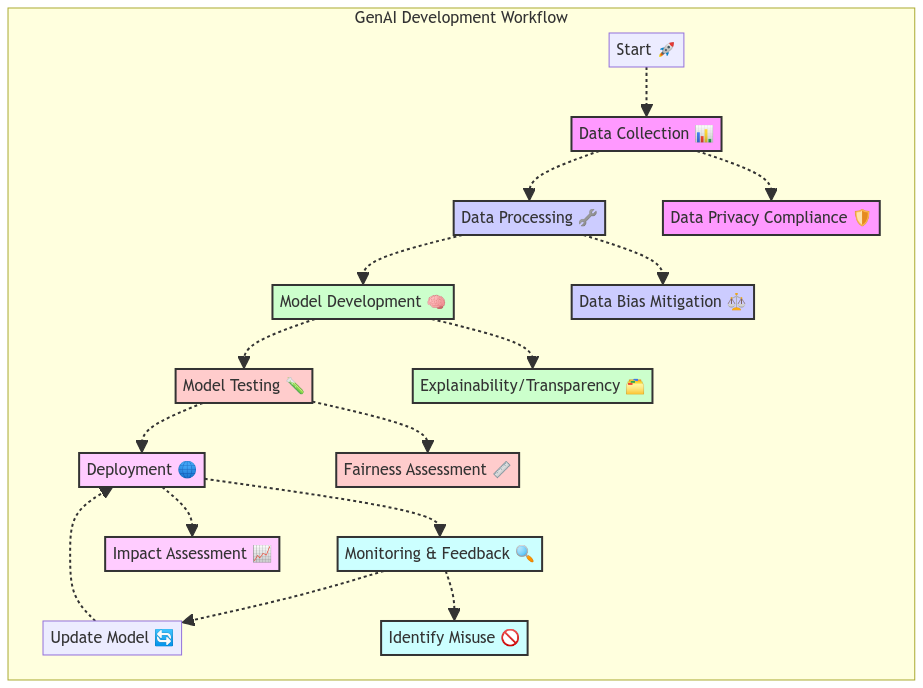 GenAI Development Workflow
Start 🚀
Data Collection 📊
Data Processing 🔧
Data Privacy Compliance 🛡️
Model Development 🧠
Data Bias Mitigation ⚖️
Model Testing 🧪
Explainability/Transparency 🗂️
Deployment 🌐
Fairness Assessment 📏
Impact Assessment 📈
Monitoring & Feedback 🔍
Update Model 🔄
Identify Misuse 🚫